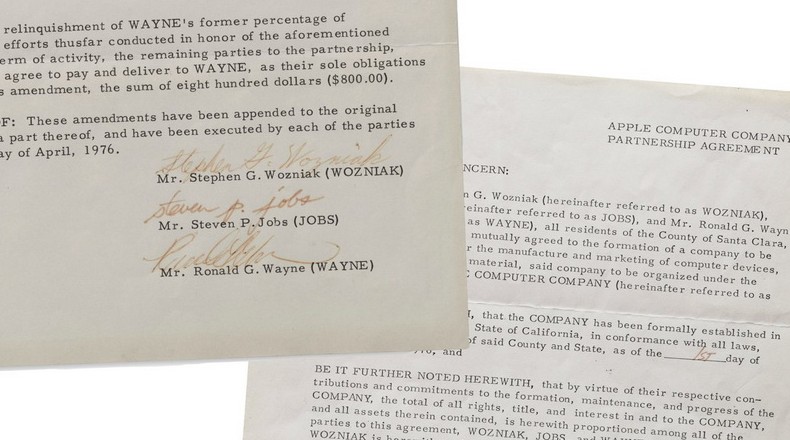 relinquishment of WAYNE's former percentage of
efforts thusfar conducted in honor of the aforementioned
erm of activity, the remaining parties to the partnership,
agree to pay and deliver to WAYNE, as their sole obligations
s amendment, the sum of eight hundred dollars ($800.00).
OF: These amendments have been appended to the original
a part thereof, and have been executed by each of the parties
ay of April, 1976.
Stephen G. Wozniak
Mr. Stephen G. Wozniak (WOZNIAK)
steven p. jobs
Mr. Steven P. Jobs (JOBS)
Mr. Ronald G. Wayne (WAYNE)
APPLE COMPUTER COMPANY
PARTNERSHIP AGREEMENT
NCERN:
n G. Wozniak (hereinafter referred to as WOZNIAK),
einafter referred to as JOBS), and Mr. Ronald G. Wayn
as WAYNE), all residents of the County of Santa Clara,
mutually agreed to the formation of a company to be
r the manufacture and marketing of computer devices,
material, said company to be organized under the
E COMPUTER COMPANY (hereinafter referred to as
H, that the COMPANY has been formally established in
State of California, in conformance with all laws,
of said County and State, as of the 1st day of
and
BE IT FURTHER NOTED HEREWITH, that by virtue of their respective con-
tributions and commitments to the formation, maintenance, and progress of the
COMPANY, the total of all rights, title, and interest in and to the COMPANY,
and all assets therein contained, is herewith proportioned among all of the
parties to this agreement, WOZNIAK, JOBS, and
WOZNIAK is